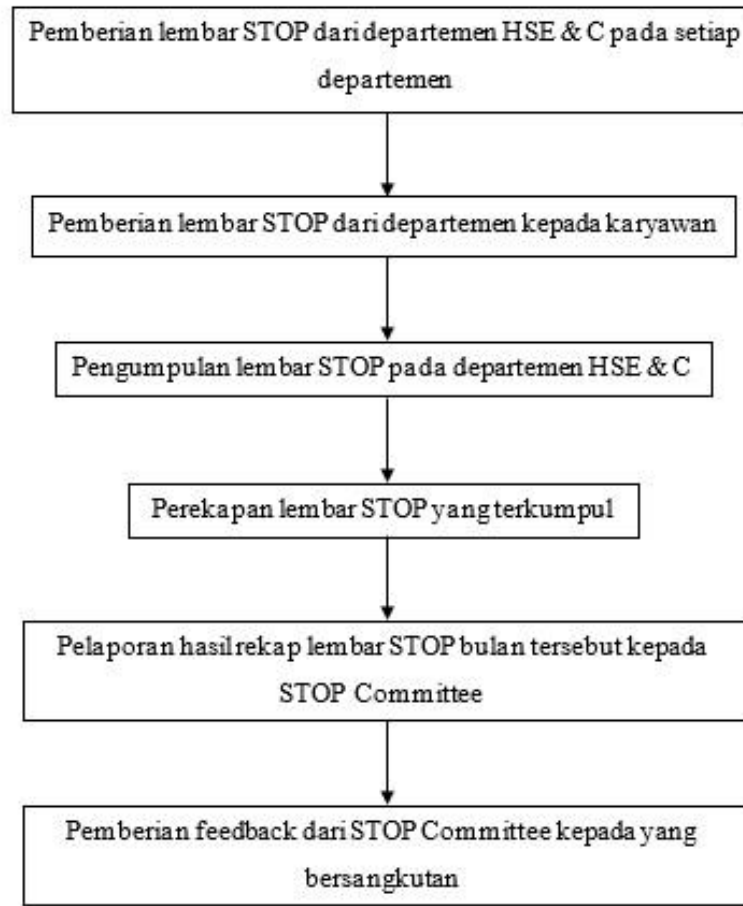 Pemberian lembar STOP dari departemen HSE & C pada setiap
departemen
Pemberian lembar STOP dari departemen kepada karyawan
Pengumpulan lembar STOP pada departemen HSE & C
Perekapan lembar STOP yang terkumpul
Pelaporan hasil rekap lembar STOP bulan tersebut kepada
STOP Committee
Pemberian feedback dari STOP Committee kepada yang
bersangkutan